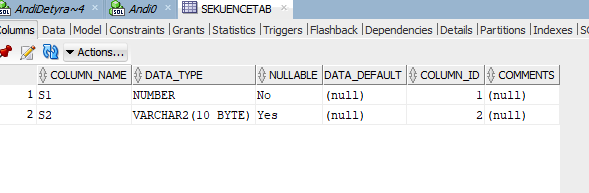 AndiDetyra~4 Andi0 SEKUENCETAB
Columns Data Model Constraints Grants Statistics Triggers Flashback Dependencies Details Partitions Indexes
Actions...
COLUMN_NAME DATA_TYPE NULLABLE DATA_DEFAULT COLUMN_ID COMMENTS
1 S1 NUMBER No (null) 1 (null)
2 S2 VARCHAR2(10 BYTE) Yes (null) 2 (null)